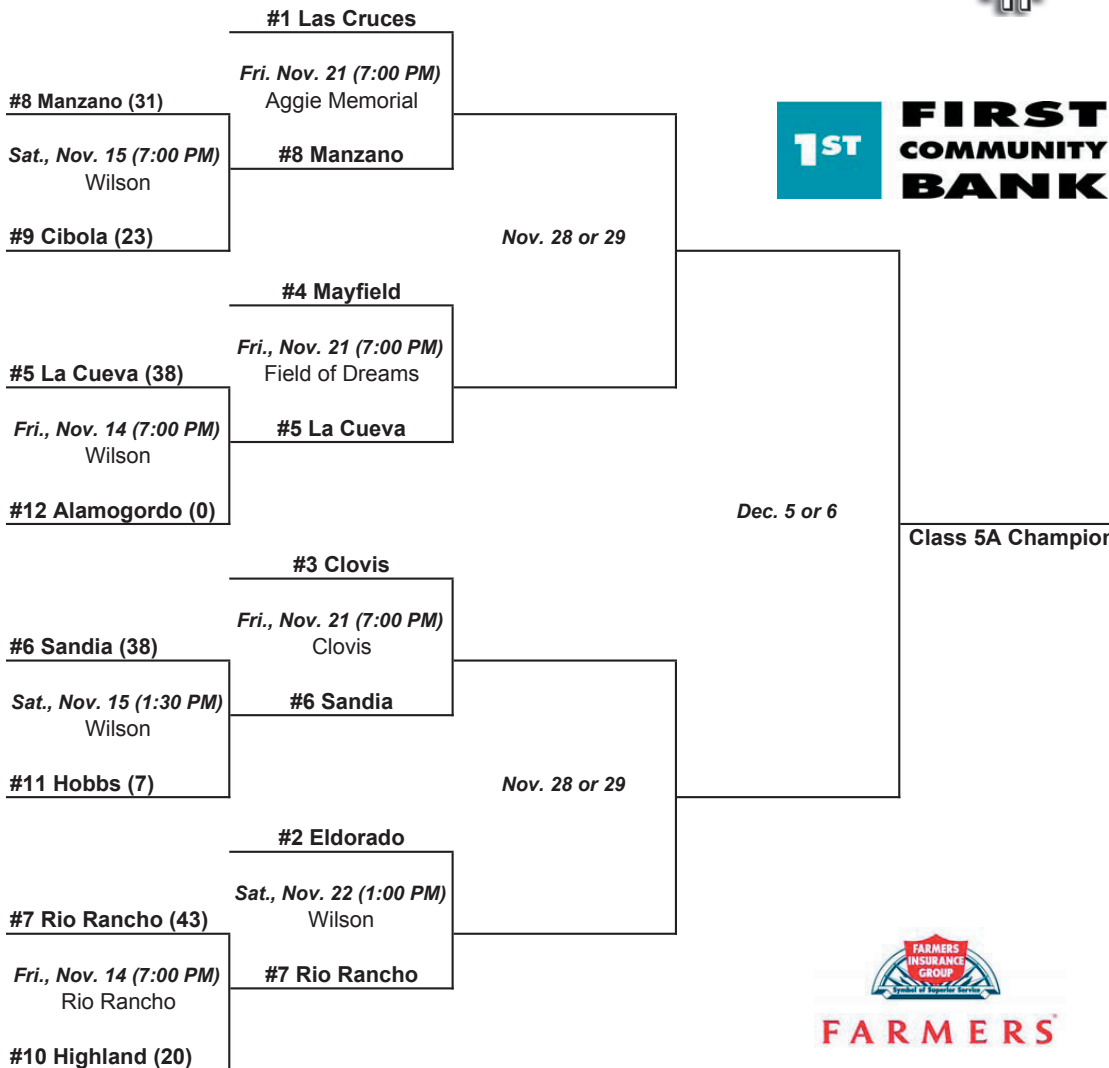 #1 Las Cruces
Fri. Nov. 21 (7:00 PM)
Aggie Memorial
#8 Manzano (31)
Sat., Nov. 15 (7:00 PM)
Wilson
#8 Manzano
#9 Cibola (23)
Nov. 28 or 29
1ST
FIRST
COMMUNITY
BANK
#4 Mayfield
Fri., Nov. 21 (7:00 PM)
Field of Dreams
#5 La Cueva (38)
Fri., Nov. 14 (7:00 PM)
Wilson
#5 La Cueva
#12 Alamogordo (0)
Dec. 5 or 6
Class 5A Champion
#3 Clovis
Fri., Nov. 21 (7:00 PM)
Clovis
#6 Sandia (38)
Sat., Nov. 15 (1:30 PM)
Wilson
#6 Sandia
#11 Hobbs (7)
Nov. 28 or 29
#2 Eldorado
Sat., Nov. 22 (1:00 PM)
Wilson
#7 Rio Rancho (43)
Fri., Nov. 14 (7:00 PM)
Rio Rancho
#7 Rio Rancho
#10 Highland (20)
FARMERS
INSURANCE
GROUP
Symbol of Superior Service
FARMERS